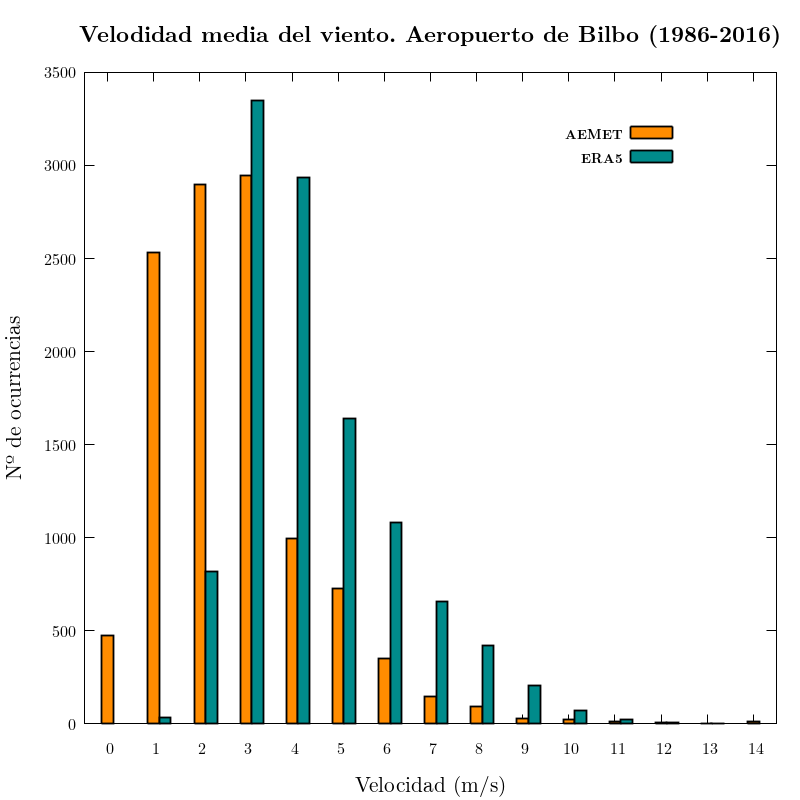 Velodidad media del viento. Aeropuerto de Bilbo (1986-2016)
3500
3000
2500
2000
1500
1000
500
0
Nº de ocurrencias
AEMET
ERA5
0 1 2 3 4 5 6 7 8 9 10 11 12 13 14
Velocidad (m/s)